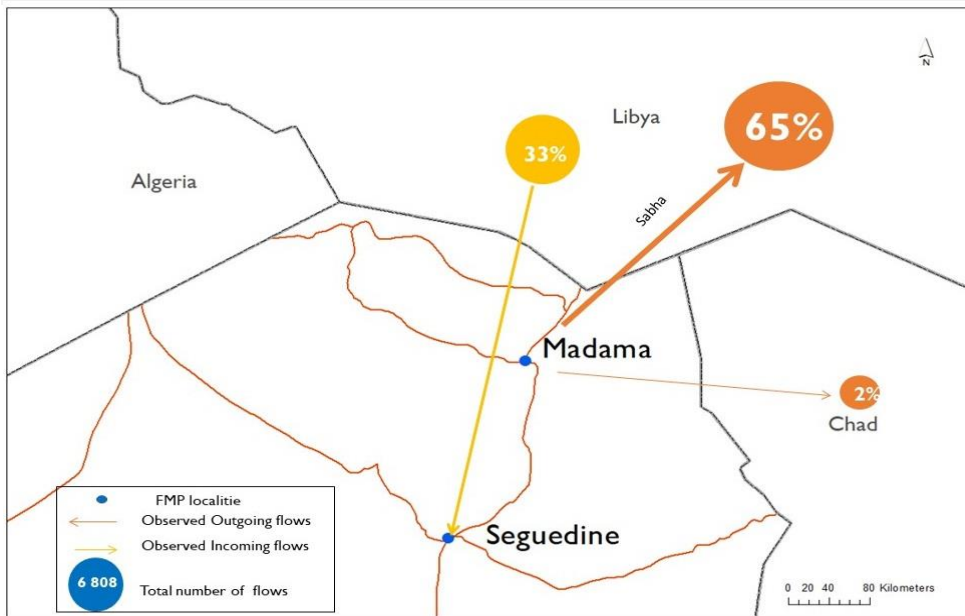 N
Libya
65%
33%
Algeria
Sabha
Madama
2%
Chad
Seguedine
FMP localitie
Observed Outgoing flows
Observed Incoming flows
6 808
Total number of flows
0 20 40 80 Kilometers